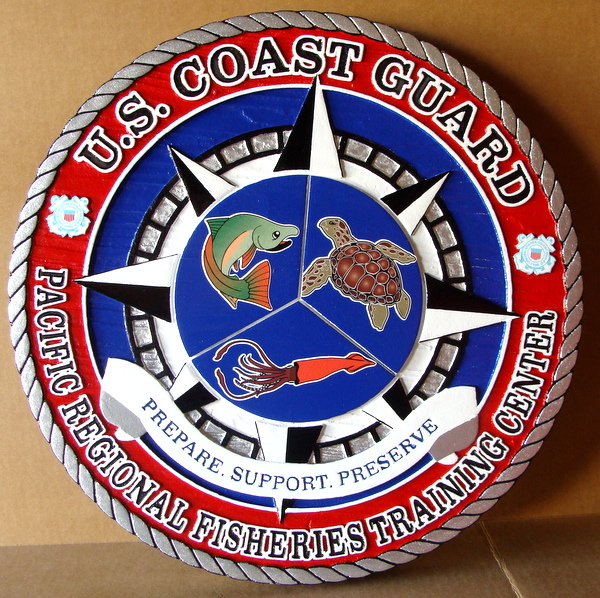 U.S. COAST GUARD
PREPARE. SUPPORT. PRESERVE
PACIFIC REGIONAL FISHERIES TRAINING CENTER